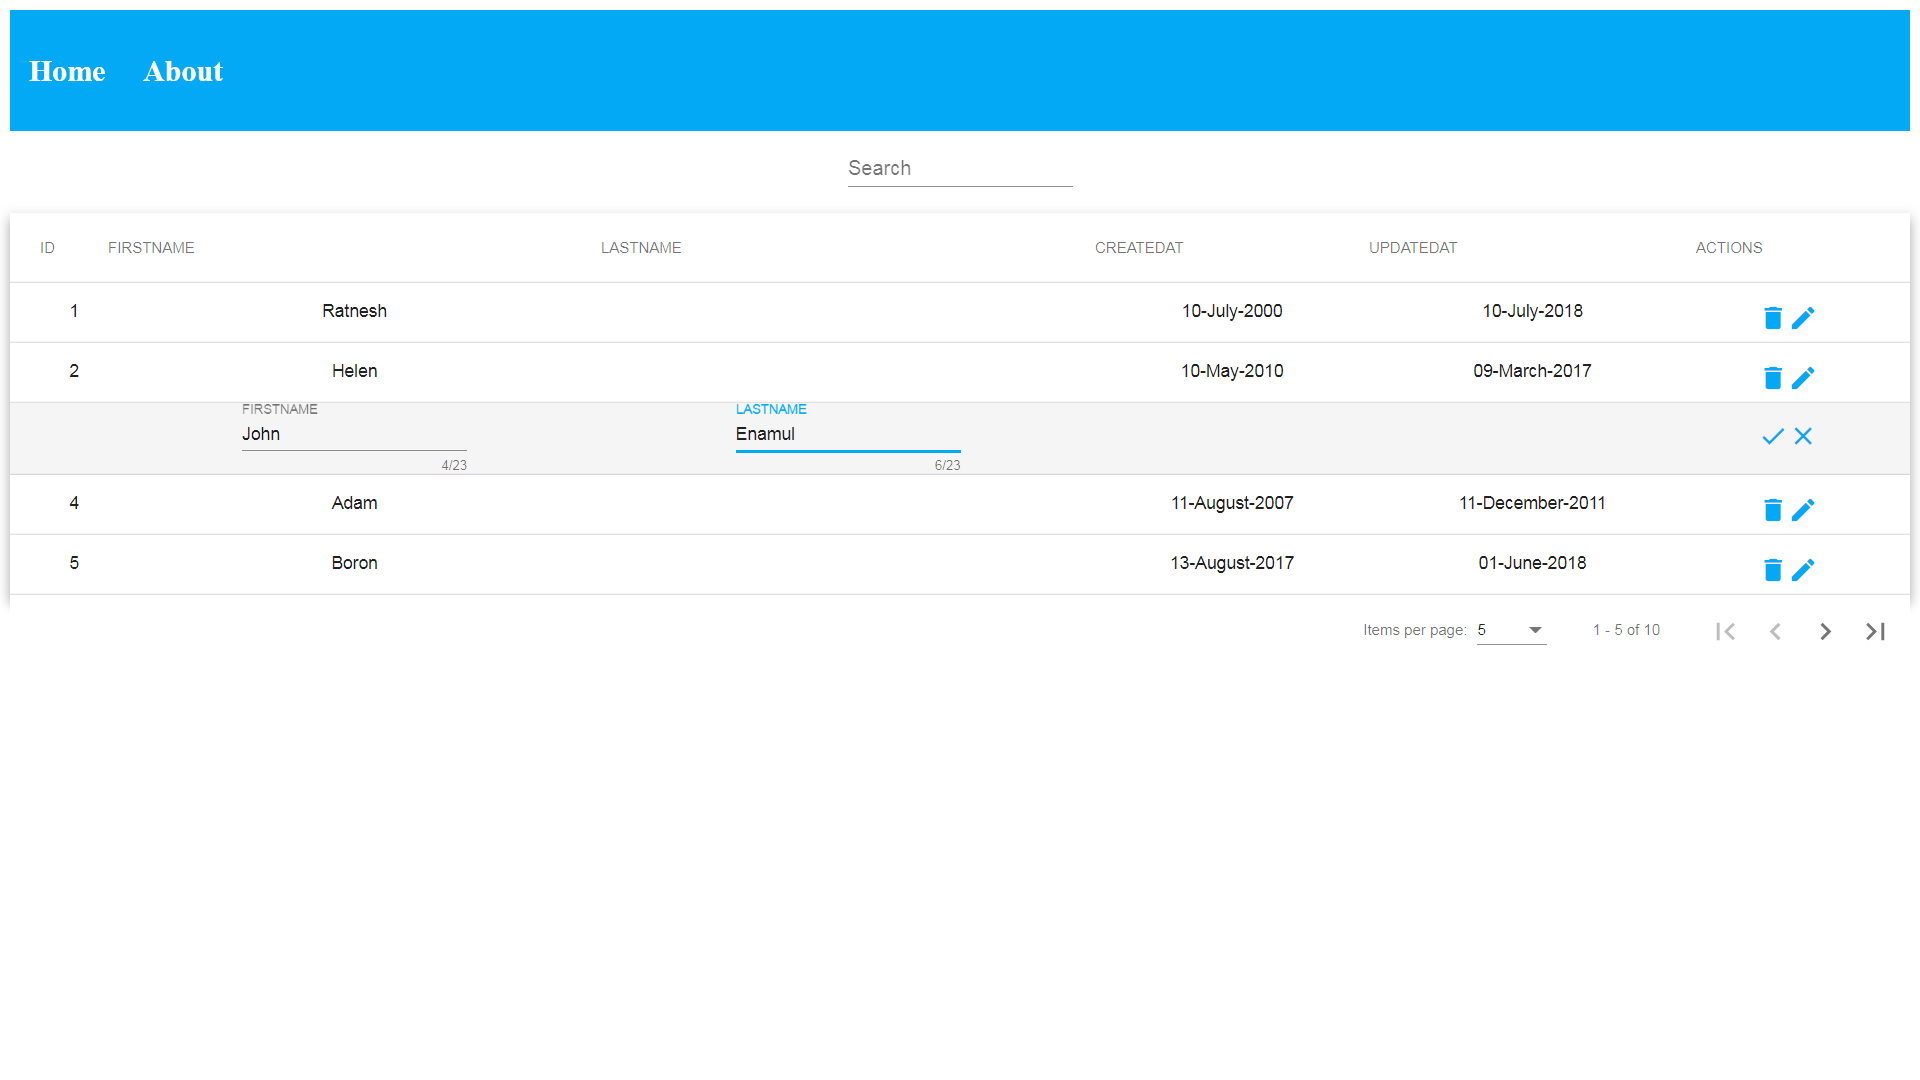 Home About
Search
ID FIRSTNAME LASTNAME CREATEDAT UPDATEDAT ACTIONS
1 Ratnesh 10-July-2000 10-July-2018
2 Helen 10-May-2010 09-March-2017
FIRSTNAME LASTNAME
John Enamul
4/23 6/23
4 Adam 11-August-2007 11-December-2011
5 Boron 13-August-2017 01-June-2018
Items per page: 5 1 - 5 of 10